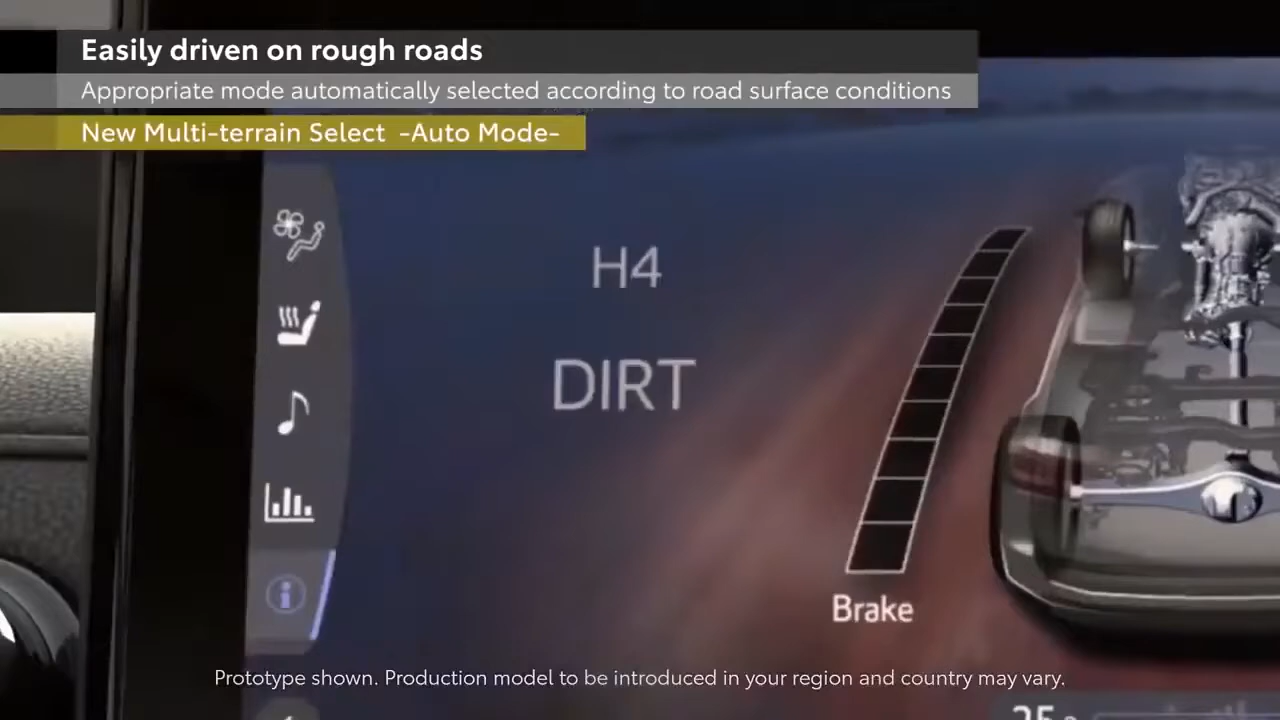 Easily driven on rough roads
Appropriate mode automatically selected according to road surface conditions
New Multi-terrain Select -Auto Mode-
H4
DIRT
Brake
Prototype shown. Production model to be introduced in your region and country may vary.